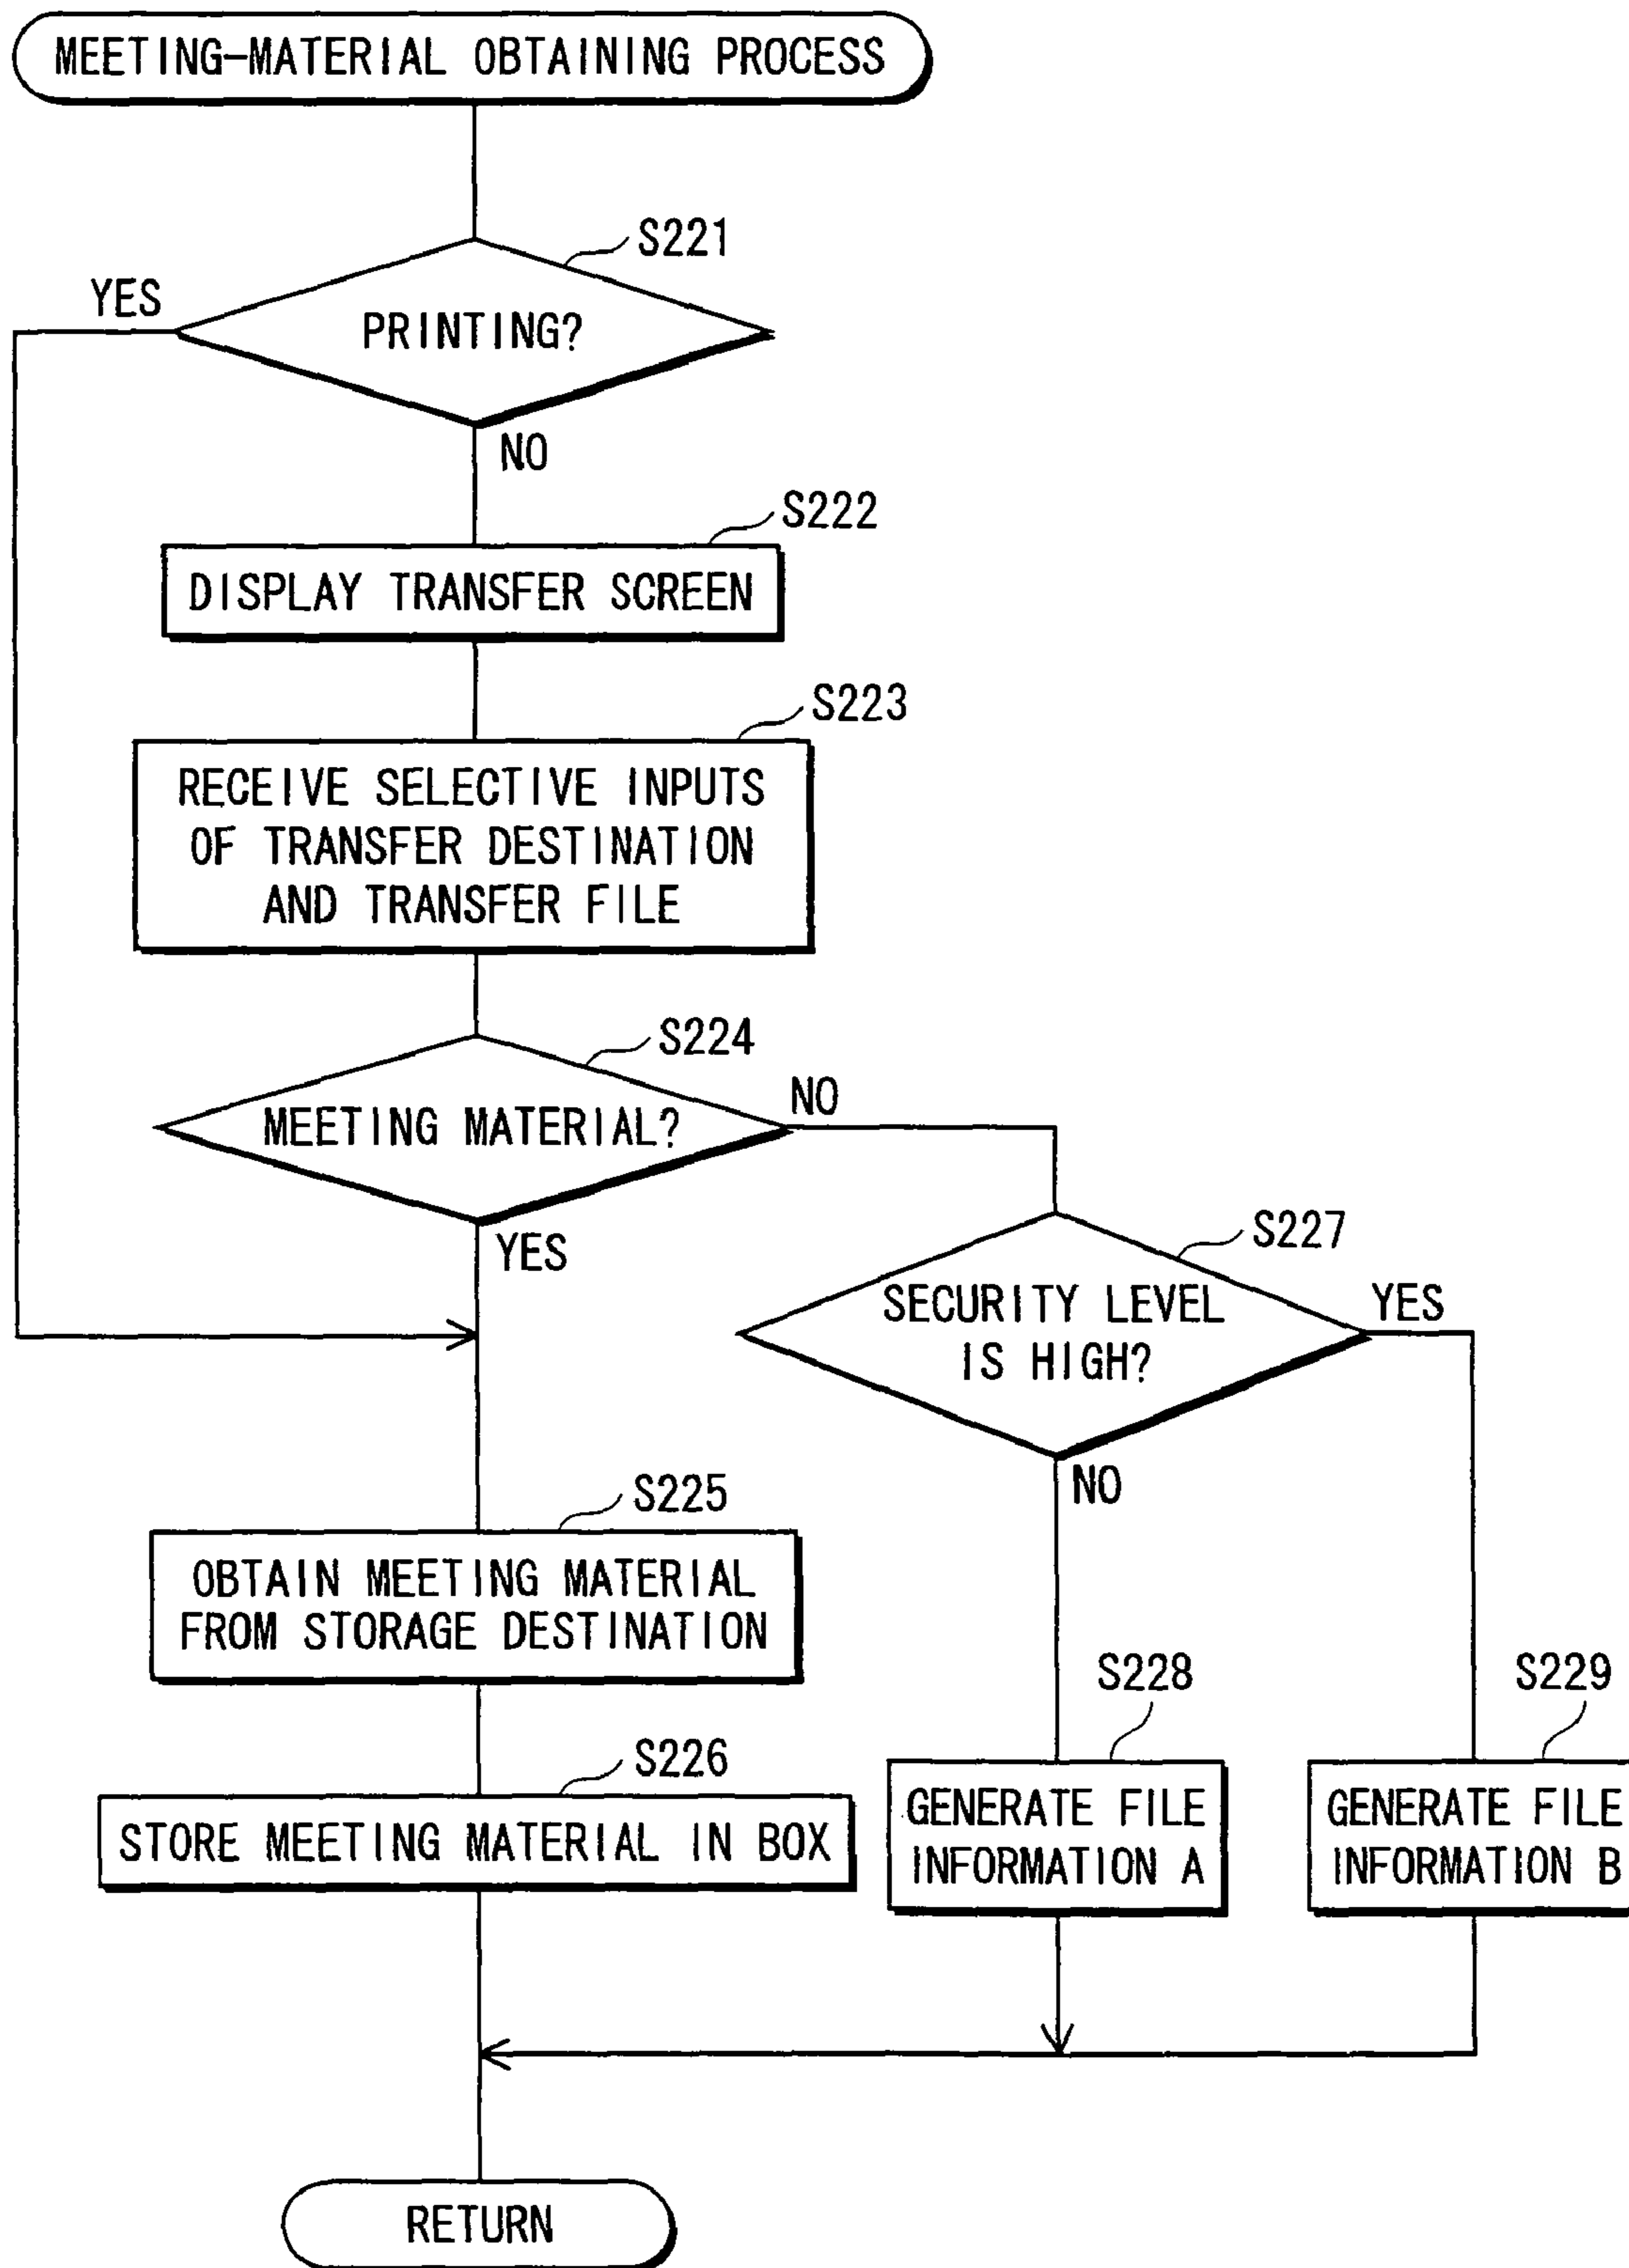 MEETING-MATERIAL OBTAINING PROCESS
S221
YES
PRINTING?
NO
S222
DISPLAY TRANSFER SCREEN
S223
RECEIVE SELECTIVE INPUTS
OF TRANSFER DESTINATION
AND TRANSFER FILE
S224
MEETING MATERIAL?
NO
YES
S227
SECURITY LEVEL
IS HIGH?
YES
NO
S225
OBTAIN MEETING MATERIAL
FROM STORAGE DESTINATION
S226
STORE MEETING MATERIAL IN BOX
S228
GENERATE FILE
INFORMATION A
S229
GENERATE FILE
INFORMATION B
RETURN